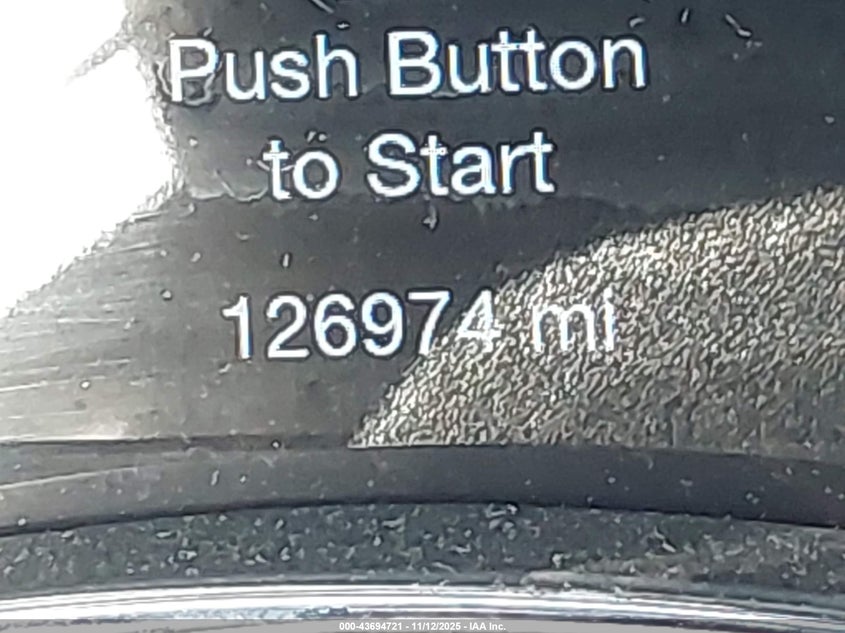 Push Button
to Start
126974 mi
000-43694721 - 11/12/2025 - IAA Inc.